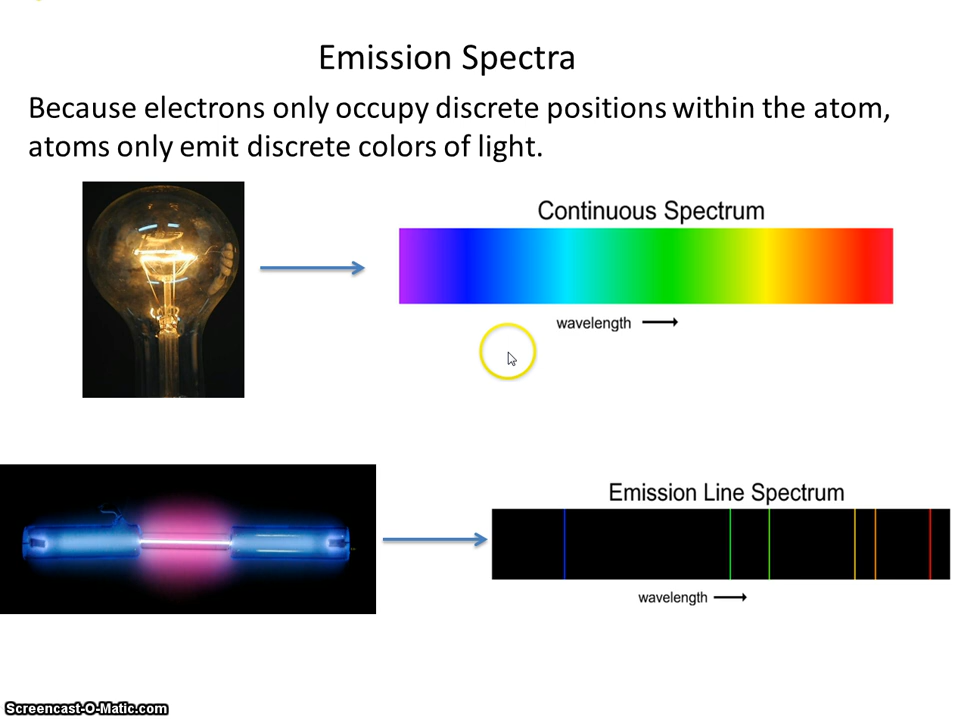 Emission Spectra
Because electrons only occupy discrete positions within the atom,
atoms only emit discrete colors of light.
Continuous Spectrum
wavelength
Emission Line Spectrum
wavelength
Screencast-O-Matic.com